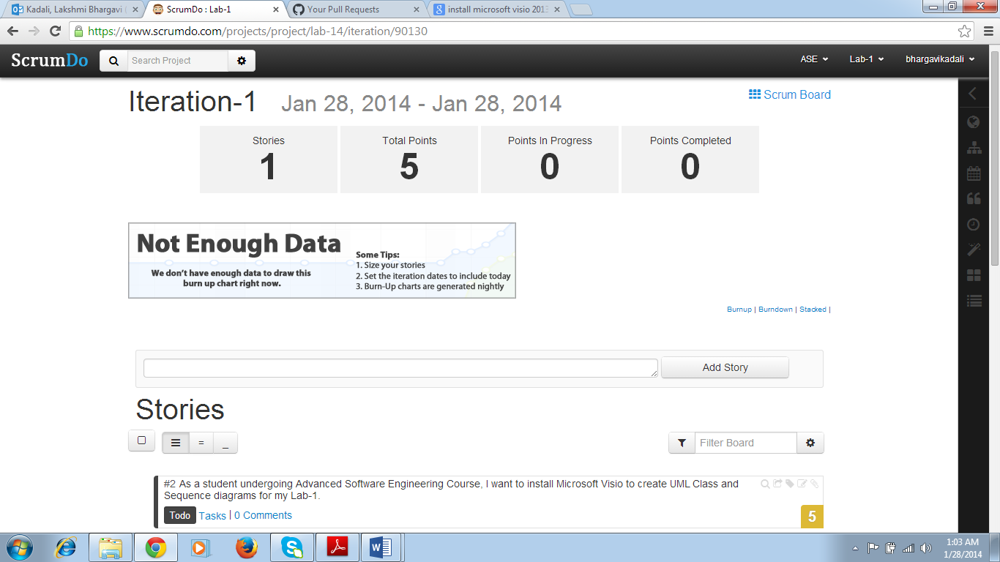 Kadali, Lakshmi Bhargavi (
ScrumDo : Lab-1
Your Pull Requests
install microsoft visio 2013
https://www.scrumdo.com/projects/project/lab-14/iteration/90130
ScrumDo
Search Project
ASE
Lab-1
bhargavikadali
Iteration-1 Jan 28, 2014 - Jan 28, 2014
Scrum Board
Stories
1
Total Points
5
Points In Progress
0
Points Completed
0
Not Enough Data
We don't have enough data to draw this
burn up chart right now.
Some Tips:
1. Size your stories
2. Set the iteration dates to include today
3. Burn-Up charts are generated nightly
Burnup | Burndown | Stacked |
Add Story
Stories
Filter Board
#2 As a student undergoing Advanced Software Engineering Course, I want to install Microsoft Visio to create UML Class and
Sequence diagrams for my Lab-1.
Todo Tasks | 0 Comments
5
1:03 AM
1/28/2014